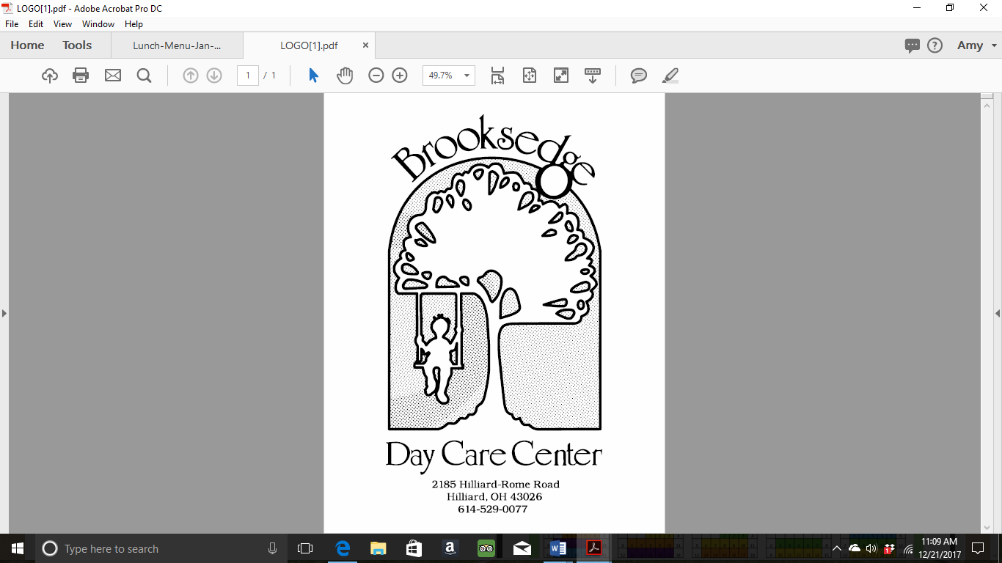 LOGO[1].pdf - Adobe Acrobat Pro DC
File Edit View Window Help
Home Tools Lunch-Menu-Jan-... LOGO[1].pdf × Amy
1 / 1 49.7%
Brooksedge
Day Care Center
2185 Hilliard-Rome Road
Hilliard, OH 43026
614-529-0077
Type here to search
11:09 AM
12/21/2017